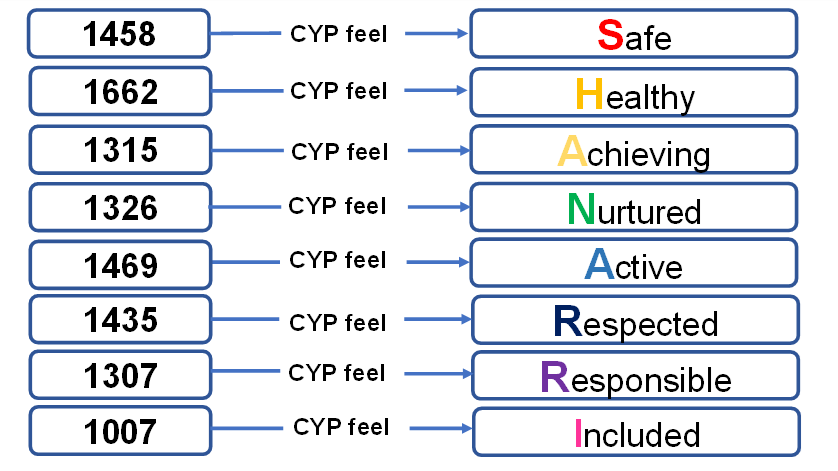 1458 CYP feel Safe
1662 CYP feel Healthy
1315 CYP feel Achieving
1326 CYP feel Nurtured
1469 CYP feel Active
1435 CYP feel Respected
1307 CYP feel Responsible
1007 CYP feel Included